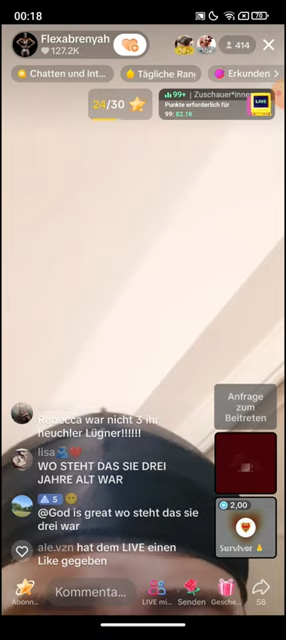 00:18
70
Flexabrenyah
127.2K
414
Chatten und Int...
Tägliche Ran
Erkunden
24/30
99+ | Zuschauer*inne
Punkte erforderlich für
99: 82.1K
LIVE
Rebecca war nicht 3 ihr
heuchler Lügner!!!!!!
lisa
WO STEHT DAS SIE DREI
JAHRE ALT WAR
5
@God is great wo steht das sie
drei war
ale.vzn hat dem LIVE einen
Like gegeben
Anfrage
zum
Beitreten
2,00
Survivor
Abonn...
Kommenta...
LIVE mi...
Senden
Gesche...
58